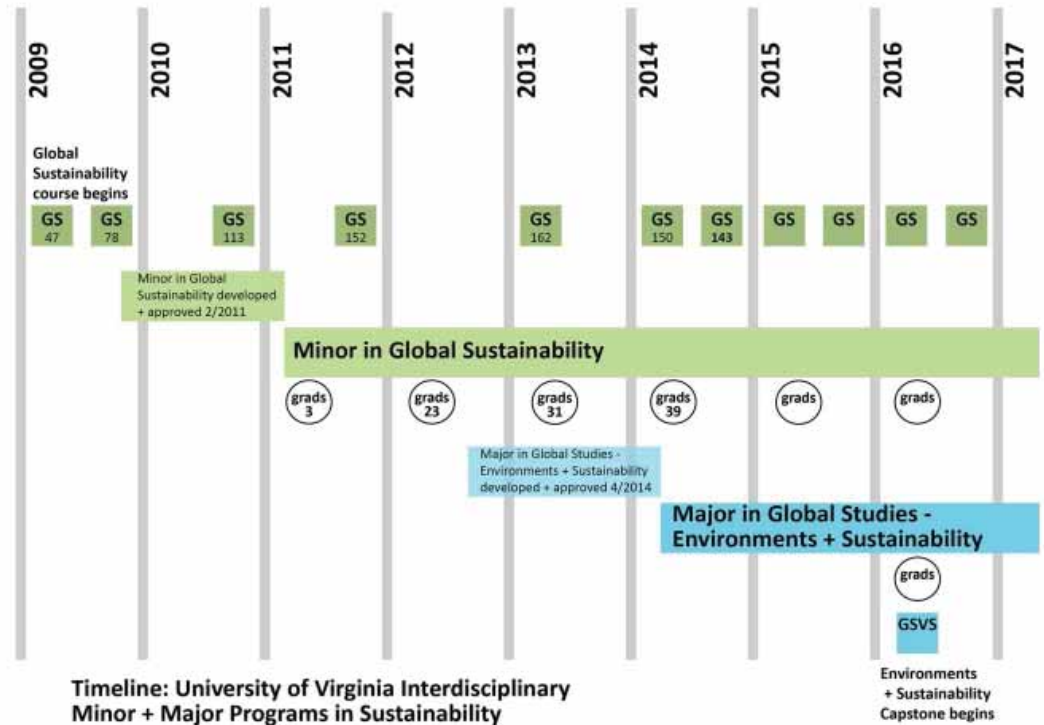 2009
2010
2011
2012
2013
2014
2015
2016
2017
Global
Sustainability
course begins
GS
47
GS
78
GS
113
GS
152
GS
162
GS
150
GS
143
GS
GS
GS
GS
Minor in Global
Sustainability developed
+ approved 2/2011
Minor in Global Sustainability
grads
3
grads
23
grads
31
grads
39
grads
grads
Major in Global Studies -
Environments + Sustainability
developed + approved 4/2014
Major in Global Studies -
Environments + Sustainability
grads
GSVS
Environments
+ Sustainability
Capstone begins
Timeline: University of Virginia Interdisciplinary
Minor + Major Programs in Sustainability